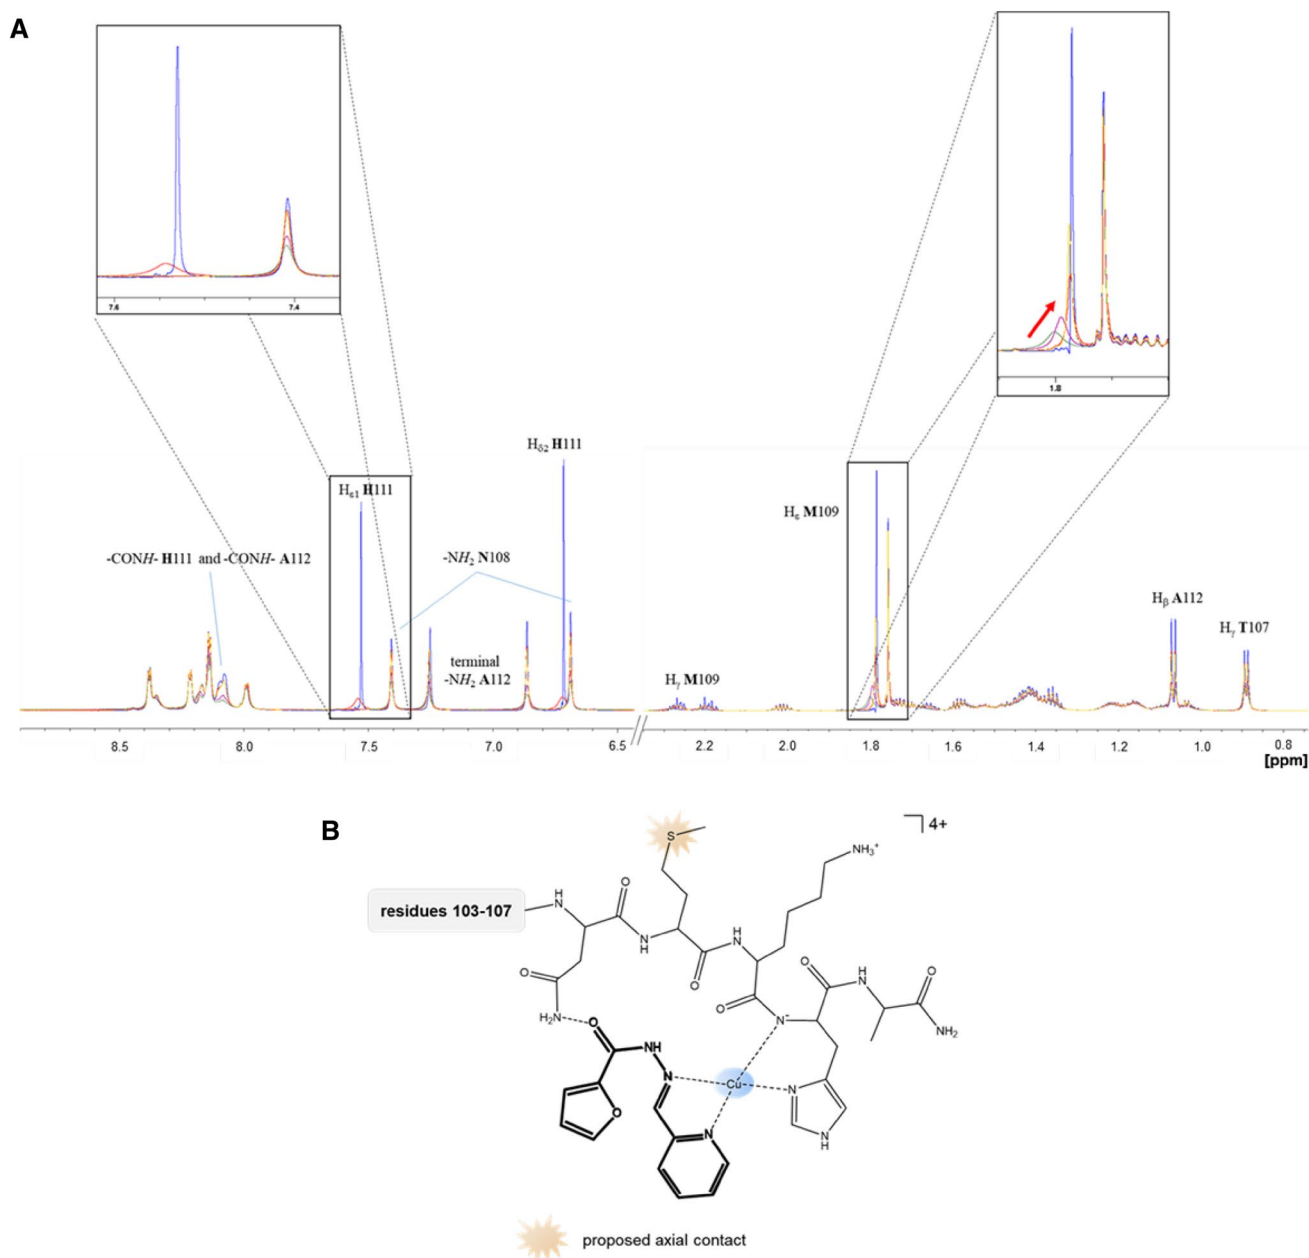 A
7.6
7.4
1.8
Hδ2 H111
Hε1 H111
Hε M109
-CONH- H111 and -CONH- A112
-NH2 N108
terminal
-NH2 A112
Hγ M109
Hβ A112
Hγ T107
8.5 8.0 7.5 7.0 6.5 2.2 2.0 1.8 1.6 1.4 1.2 1.0 0.8
[ppm]
B
4+
S
NH3+
residues 103-107
H
N
O
N
H
H
N
O
O
H
N
O
O
O
H2N
N-
NH2
O
NH
N
Cu
N
O
N
N
H
proposed axial contact